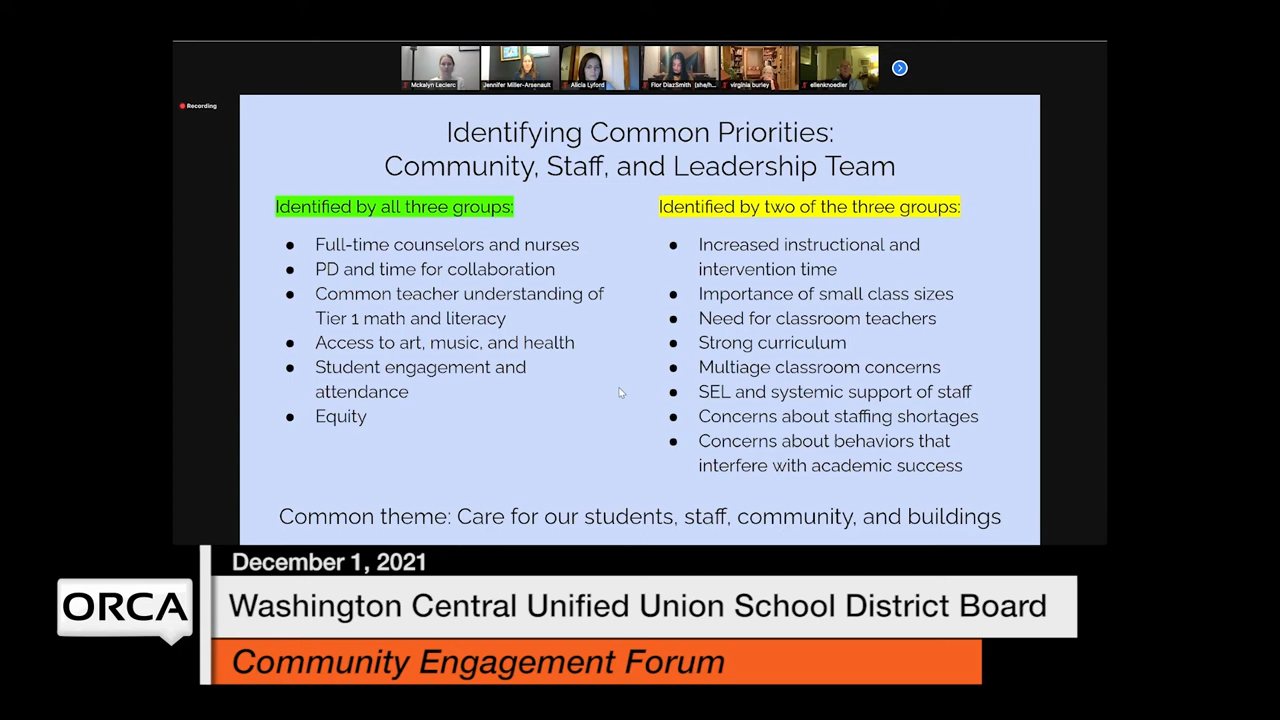 Mckalyn Leclerc
Jennifer Miller-Arsenault
Alicia Lyford
Flor DiazSmith (she/h...
virginia burley
ellenknoedler
Recording
Identifying Common Priorities:
Community, Staff, and Leadership Team
Identified by all three groups:
● Full-time counselors and nurses
● PD and time for collaboration
● Common teacher understanding of
Tier 1 math and literacy
● Access to art, music, and health
● Student engagement and
attendance
● Equity
Identified by two of the three groups:
● Increased instructional and
intervention time
● Importance of small class sizes
● Need for classroom teachers
● Strong curriculum
● Multiage classroom concerns
● SEL and systemic support of staff
● Concerns about staffing shortages
● Concerns about behaviors that
interfere with academic success
Common theme: Care for our students, staff, community, and buildings
December 1, 2021
ORCA
Washington Central Unified Union School District Board
Community Engagement Forum